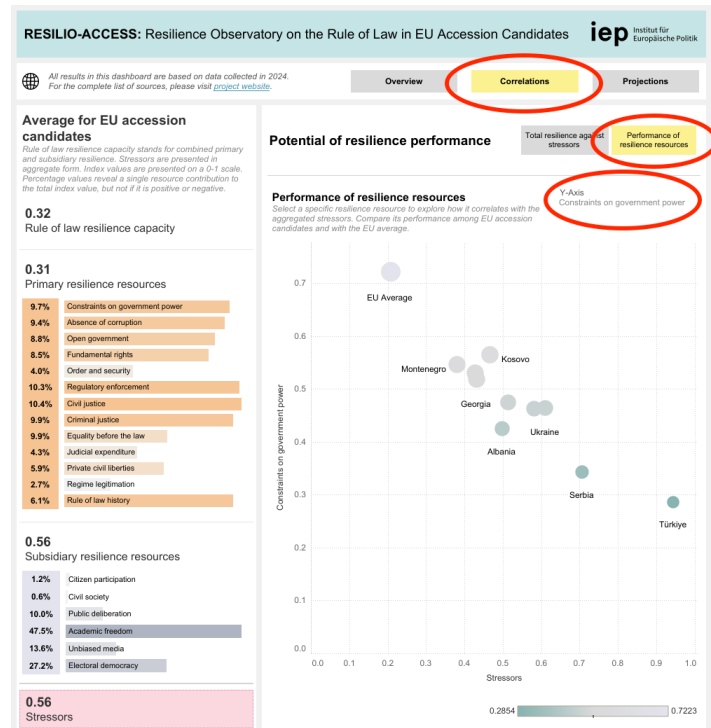 RESILIO-ACCESS: Resilience Observatory on the Rule of Law in EU Accession Candidates
iep Institut für
Europäische Politik
All results in this dashboard are based on data collected in 2024.
For the complete list of sources, please visit project website.
Overview
Correlations
Projections
Average for EU accession
candidates
Rule of law resilience capacity stands for combined primary
and subsidiary resilience. Stressors are presented in
aggregate form. Index values are presented on a 0-1 scale.
Percentage values reveal a single resource contribution to
the total index value, but not if it is positive or negative.
0.32
Rule of law resilience capacity
0.31
Primary resilience resources
9.7% Constraints on government power
9.4% Absence of corruption
8.8% Open government
8.5% Fundamental rights
4.0% Order and security
10.3% Regulatory enforcement
10.4% Civil justice
9.9% Criminal justice
9.9% Equality before the law
4.3% Judicial expenditure
5.9% Private civil liberties
2.7% Regime legitimation
6.1% Rule of law history
0.56
Subsidiary resilience resources
1.2% Citizen participation
0.6% Civil society
10.0% Public deliberation
47.5% Academic freedom
13.6% Unbiased media
27.2% Electoral democracy
0.56
Stressors
Potential of resilience performance
Total resilience against
stressors
Performance of
resilience resources
Performance of resilience resources
Select a specific resilience resource to explore how it correlates with the
aggregated stressors. Compare its performance among EU accession
candidates and with the EU average.
Y-Axis
Constraints on government power
Constraints on government power
0.7
0.6
0.5
0.4
0.3
0.2
0.1
0.0
EU Average
Kosovo
Montenegro
Georgia
Ukraine
Albania
Serbia
Türkiye
0.0 0.1 0.2 0.3 0.4 0.5 0.6 0.7 0.8 0.9 1.0
Stressors
0.2854 0.7223